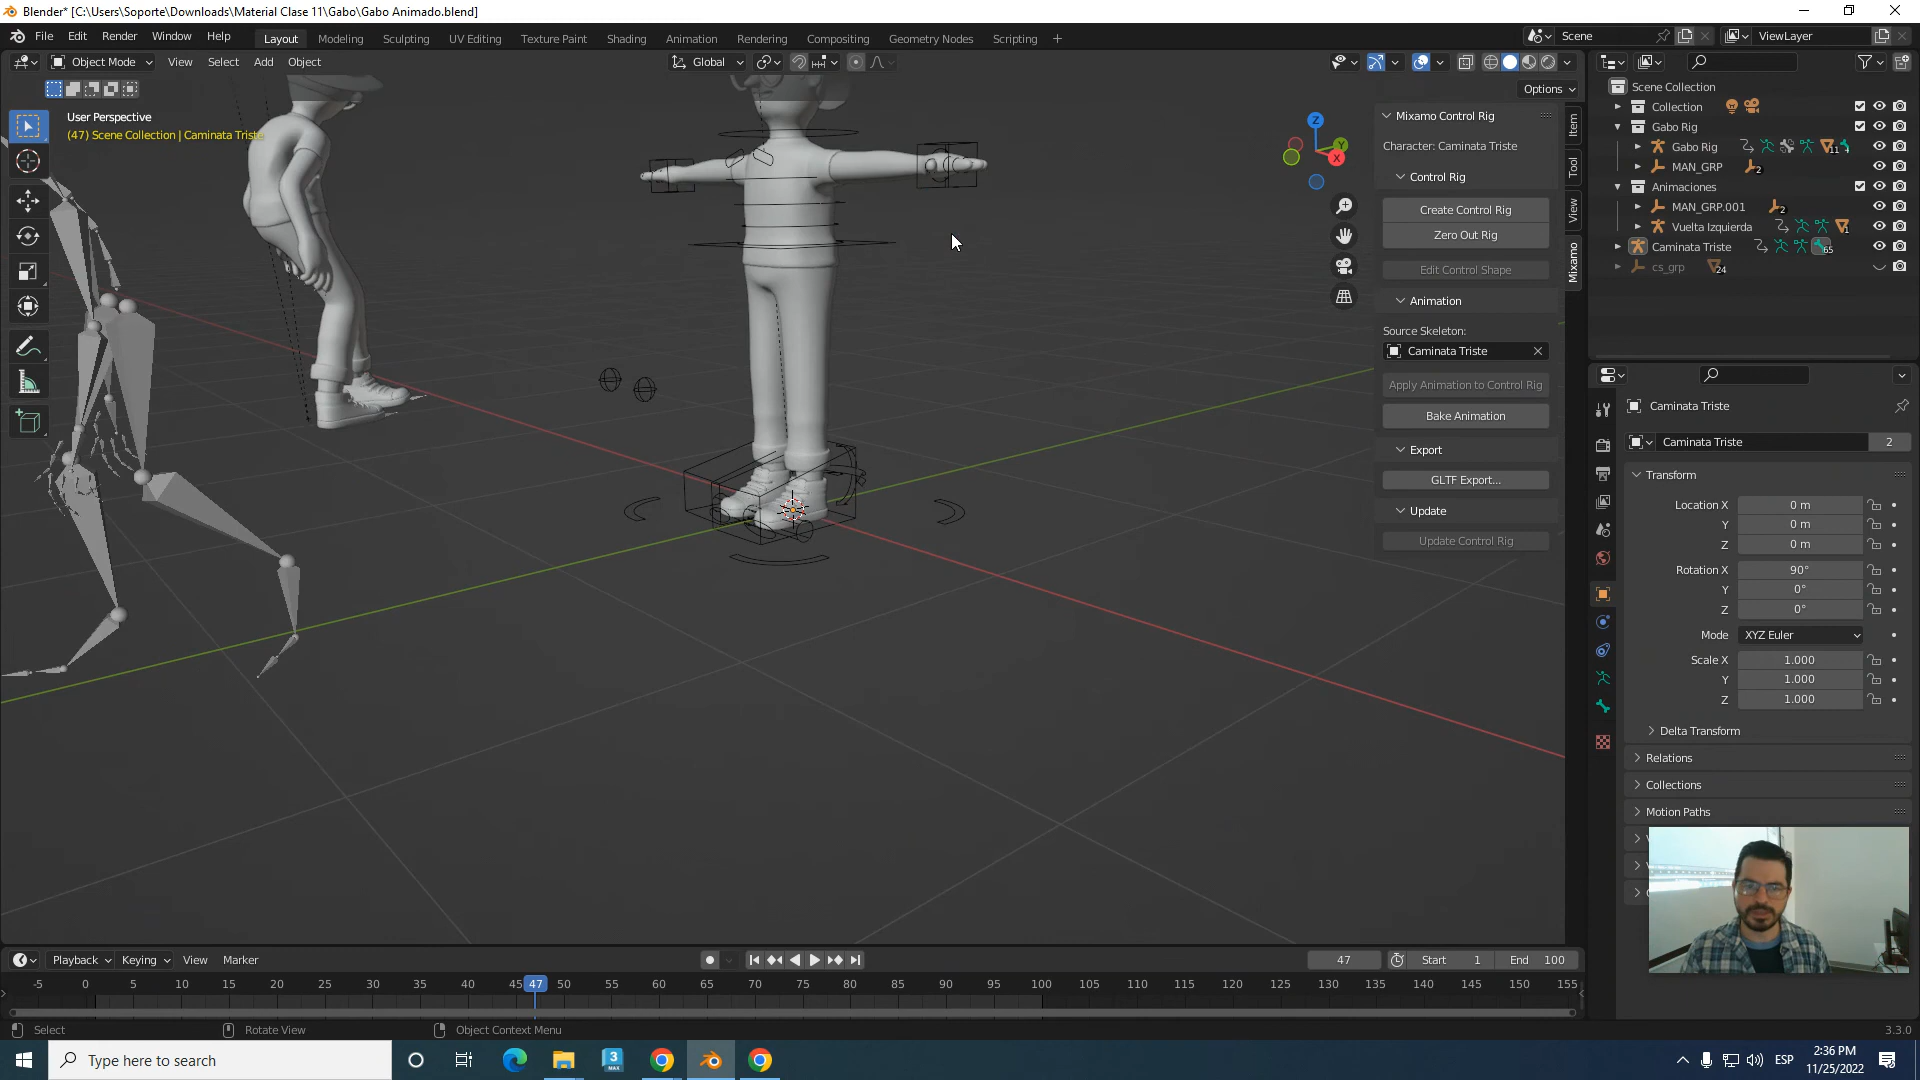 Blender* [C:\Users\Soporte\Downloads\Material Clase 11\Gabo\Gabo Animado.blend]
File Edit Render Window Help Layout Modeling Sculpting UV Editing Texture Paint Shading Animation Rendering Compositing Geometry Nodes Scripting + Scene ViewLayer
Object Mode View Select Add Object Global
Options
User Perspective
(47) Scene Collection | Caminata Triste
Mixamo Control Rig
Character: Caminata Triste
Control Rig
Create Control Rig
Zero Out Rig
Edit Control Shape
Animation
Source Skeleton:
Caminata Triste
Apply Animation to Control Rig
Bake Animation
Export
GLTF Export...
Update
Update Control Rig
Item
Tool
View
Mixamo
Z
Y
X
Scene Collection
Collection
Gabo Rig
Gabo Rig 11
MAN_GRP 2
Animaciones
MAN_GRP.001 2
Vuelta Izquierda 1
Caminata Triste 65
cs_grp 24
Caminata Triste
Caminata Triste 2
Transform
Location X 0 m
Y 0 m
Z 0 m
Rotation X 90°
Y 0°
Z 0°
Mode XYZ Euler
Scale X 1.000
Y 1.000
Z 1.000
Delta Transform
Relations
Collections
Motion Paths
Playback Keying View Marker 47 Start 1 End 100
-5 0 5 10 15 20 25 30 35 40 45 47 50 55 60 65 70 75 80 85 90 95 100 105 110 115 120 125 130 135 140 145 150 155
Select Rotate View Object Context Menu 3.3.0
Type here to search
3
MAX
ESP
2:36 PM
11/25/2022